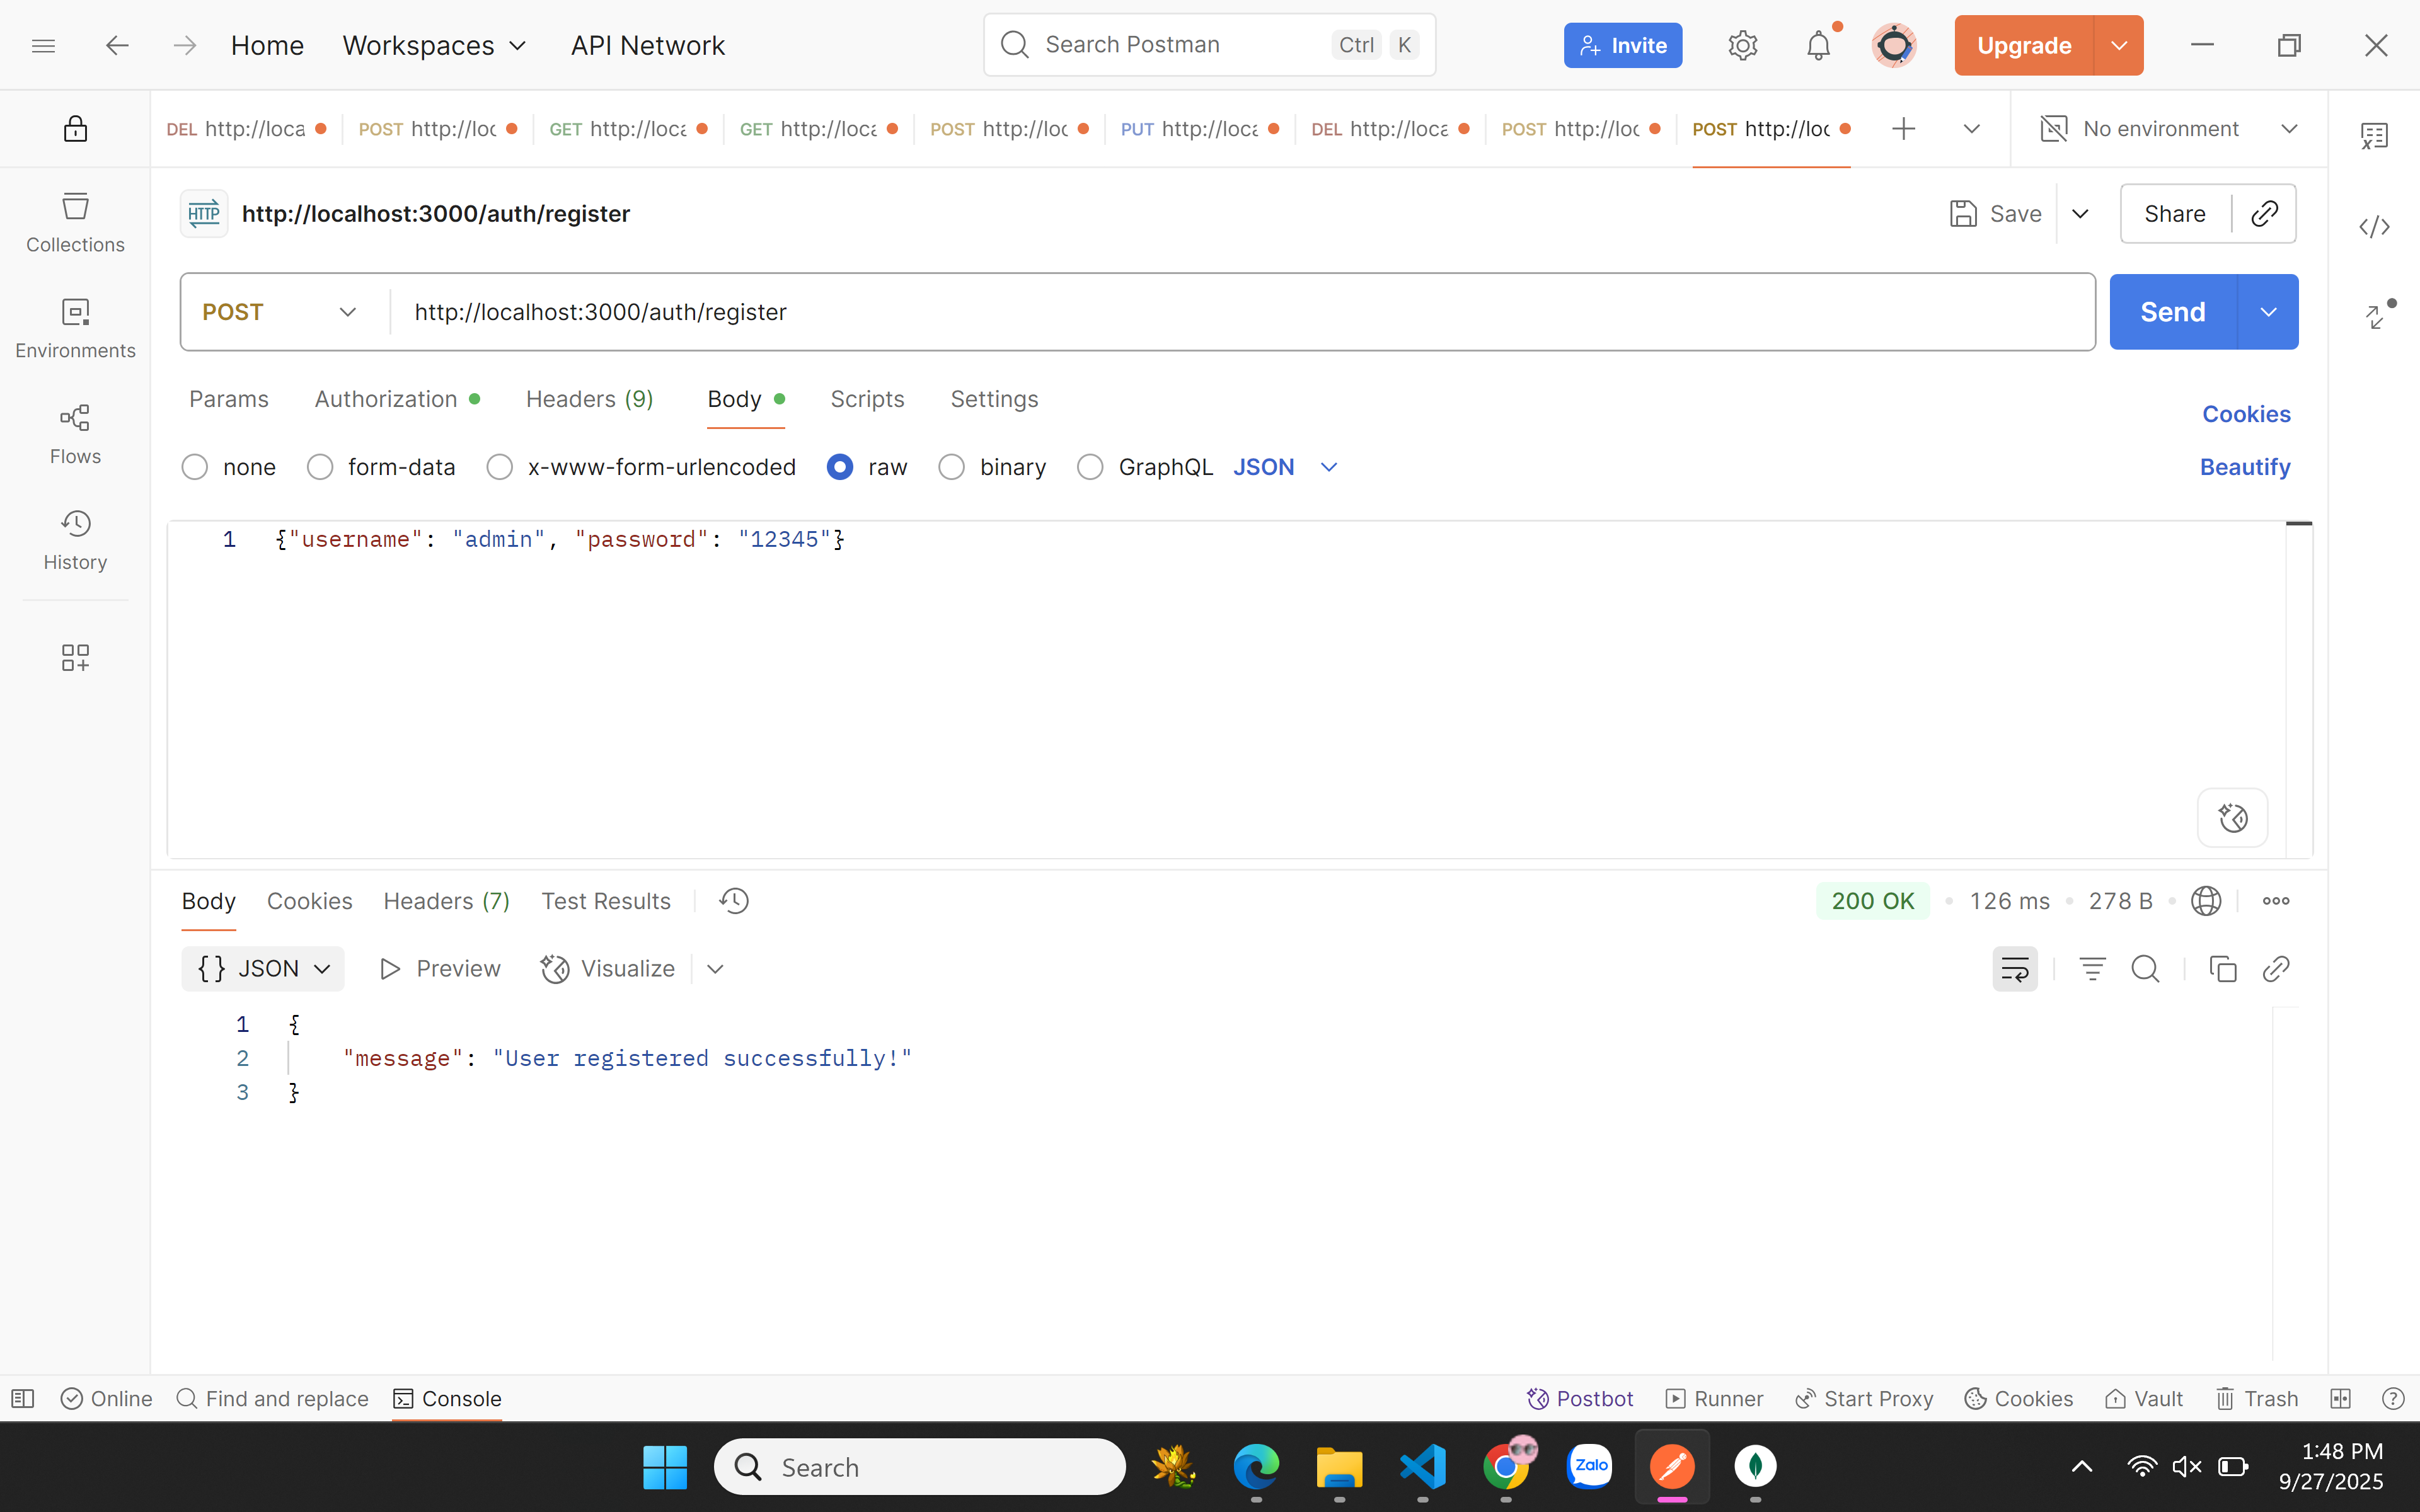 Home Workspaces API Network Search Postman Ctrl K Invite Upgrade
DEL http://loca POST http://loc GET http://loca GET http://loca POST http://loc PUT http://loca DEL http://loca POST http://loc POST http://loc No environment
HTTP http://localhost:3000/auth/register Save Share
Collections
POST http://localhost:3000/auth/register Send
Environments
Params Authorization Headers (9) Body Scripts Settings Cookies
Flows
none form-data x-www-form-urlencoded raw binary GraphQL JSON Beautify
History
1 {"username": "admin", "password": "12345"}
Body Cookies Headers (7) Test Results 200 OK 126 ms 278 B
{} JSON Preview Visualize
1 {
2 "message": "User registered successfully!"
3 }
Online Find and replace Console Postbot Runner Start Proxy Cookies Vault Trash
Search Zalo 1:48 PM
9/27/2025